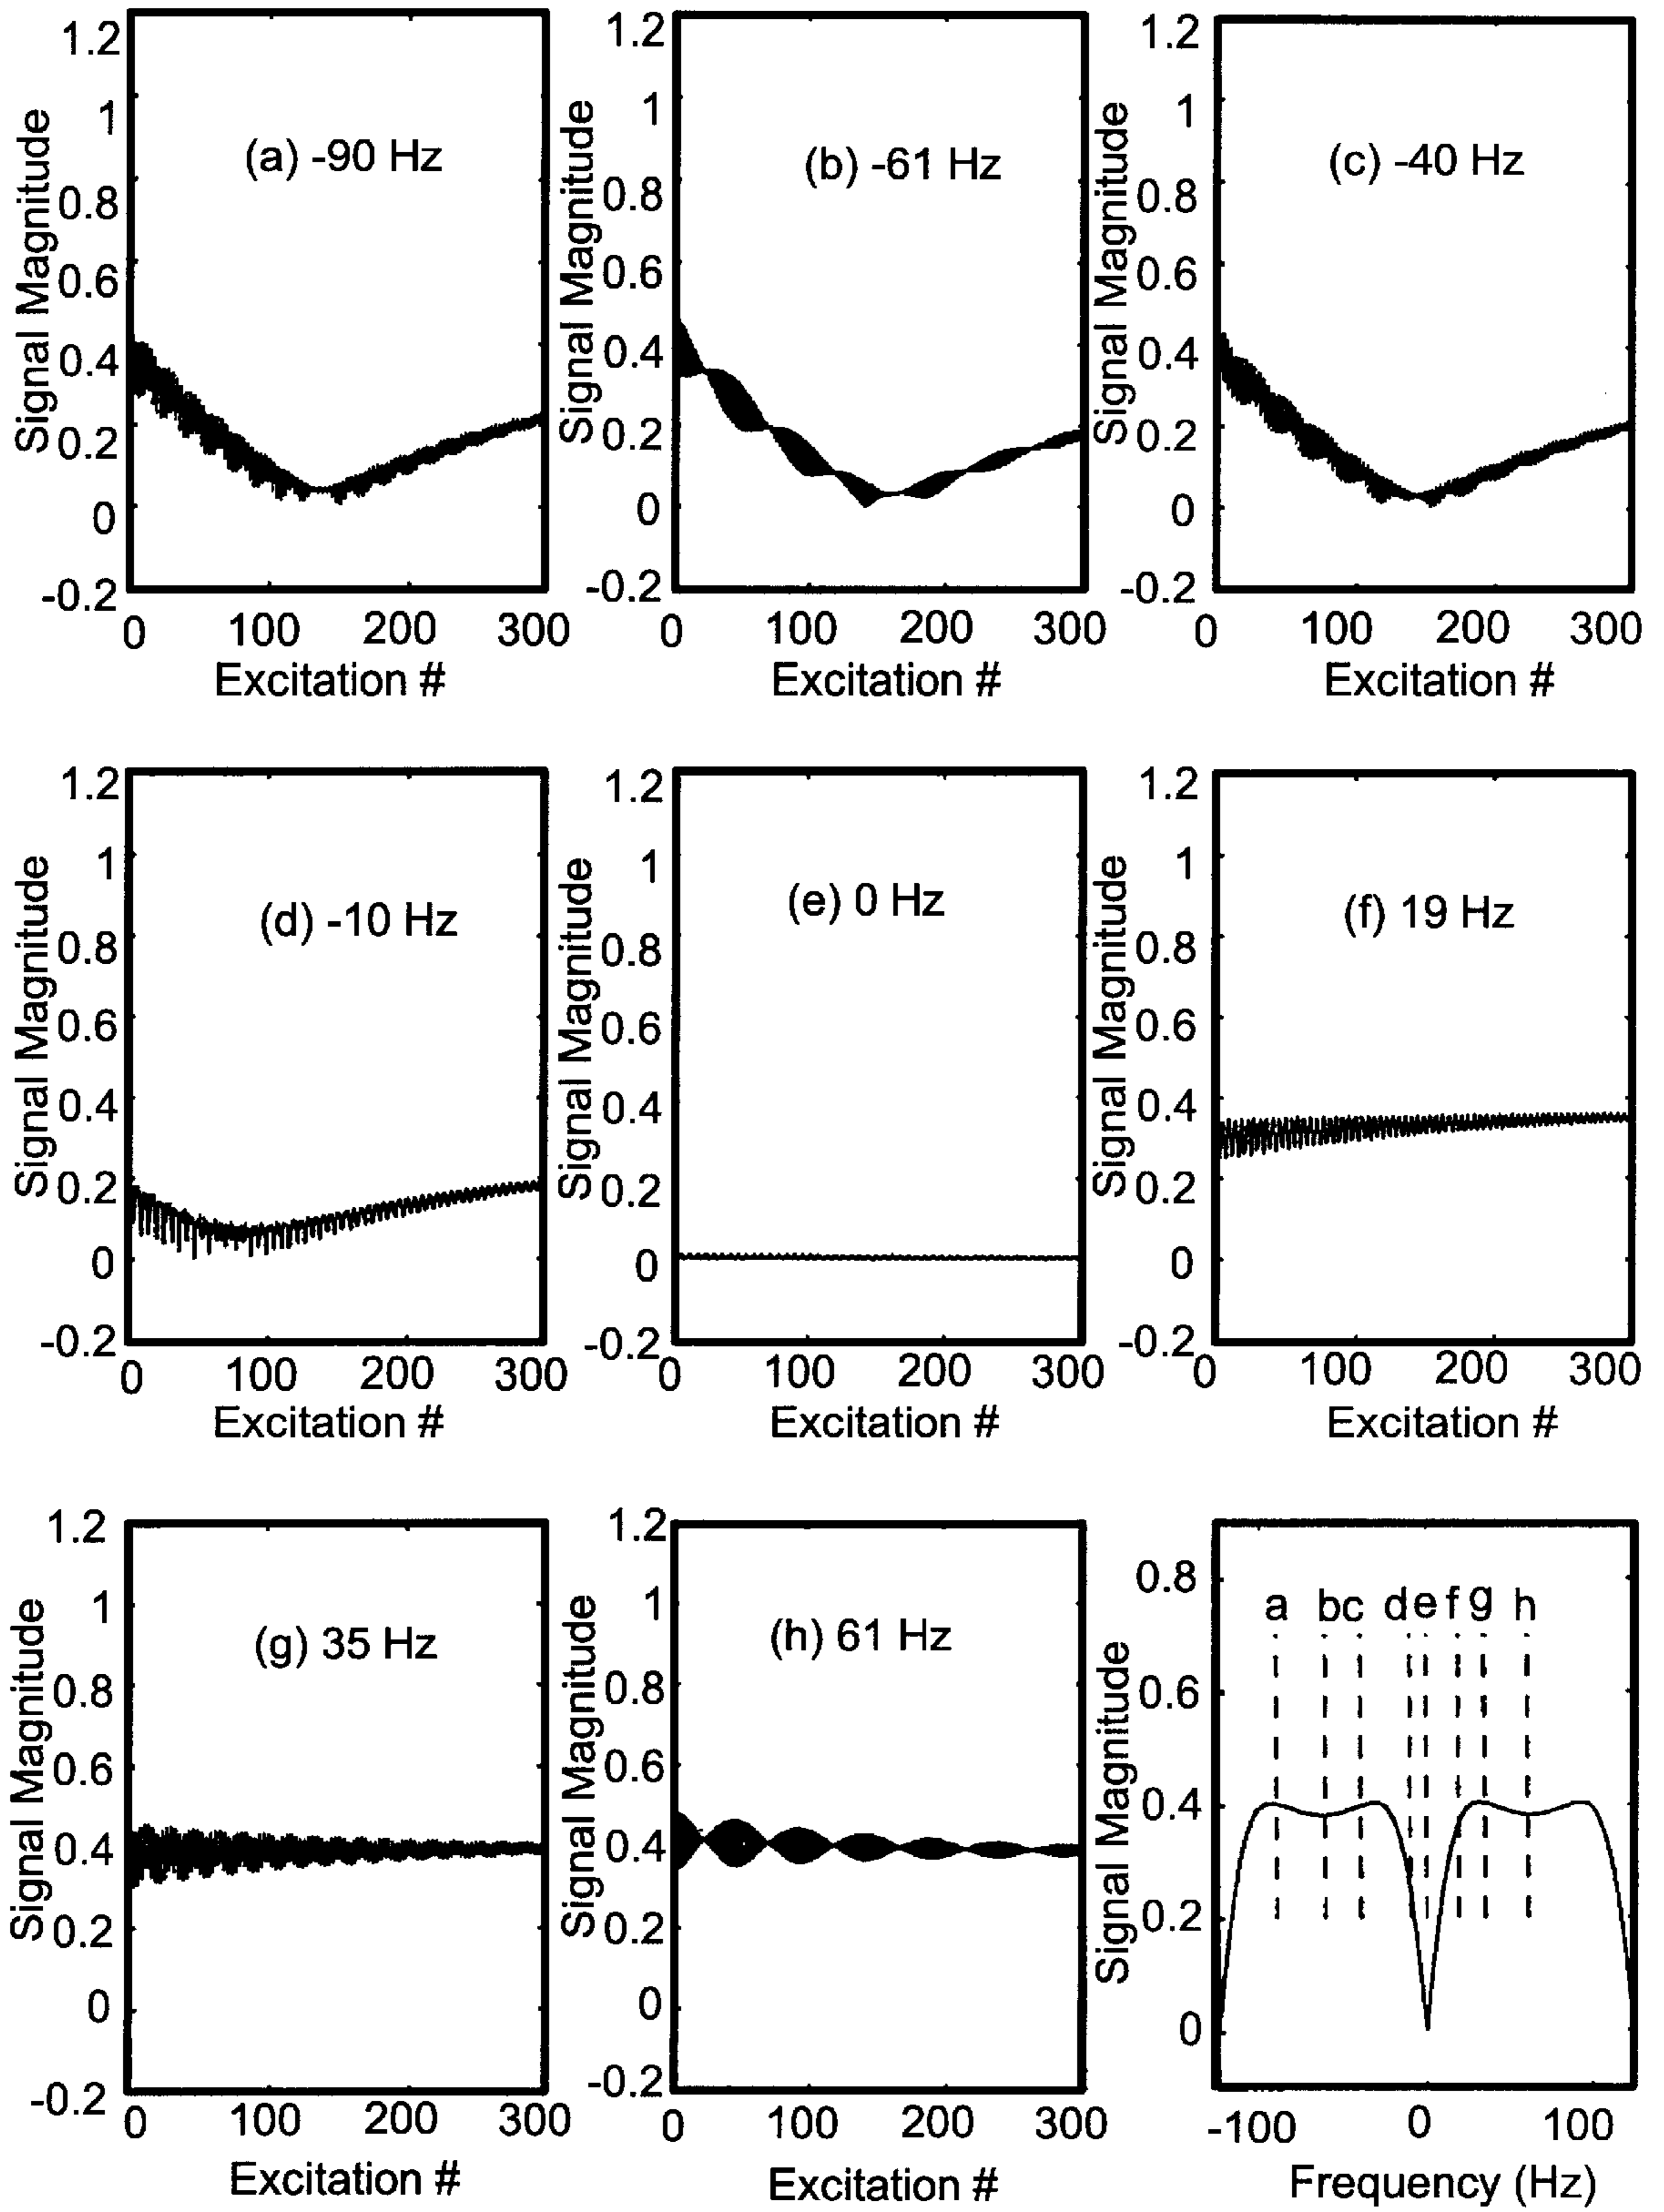 1.2 1.2 1.2
1 1 1
(a) -90 Hz (b) -61 Hz (c) -40 Hz
0.8 0.8 0.8
Signal Magnitude Signal Magnitude Signal Magnitude
0.6 0.6 0.6
0.4 0.4 0.4
0.2 0.2 0.2
0 0 0
-0.2 -0.2 -0.2
0 100 200 300 0 100 200 300 0 100 200 300
Excitation # Excitation # Excitation #
1.2 1.2 1.2
1 1 1
(d) -10 Hz (e) 0 Hz (f) 19 Hz
0.8 0.8 0.8
Signal Magnitude Signal Magnitude Signal Magnitude
0.6 0.6 0.6
0.4 0.4 0.4
0.2 0.2 0.2
0 0 0
-0.2 -0.2 -0.2
0 100 200 300 0 100 200 300 0 100 200 300
Excitation # Excitation # Excitation #
1.2 1.2 0.8
1 1 a b c d e f g h
(g) 35 Hz (h) 61 Hz
0.8 0.8 0.6
Signal Magnitude Signal Magnitude Signal Magnitude
0.6 0.6
0.4 0.4 0.4
0.2 0.2 0.2
0 0 0
-0.2 -0.2
0 100 200 300 0 100 200 300 -100 0 100
Excitation # Excitation # Frequency (Hz)